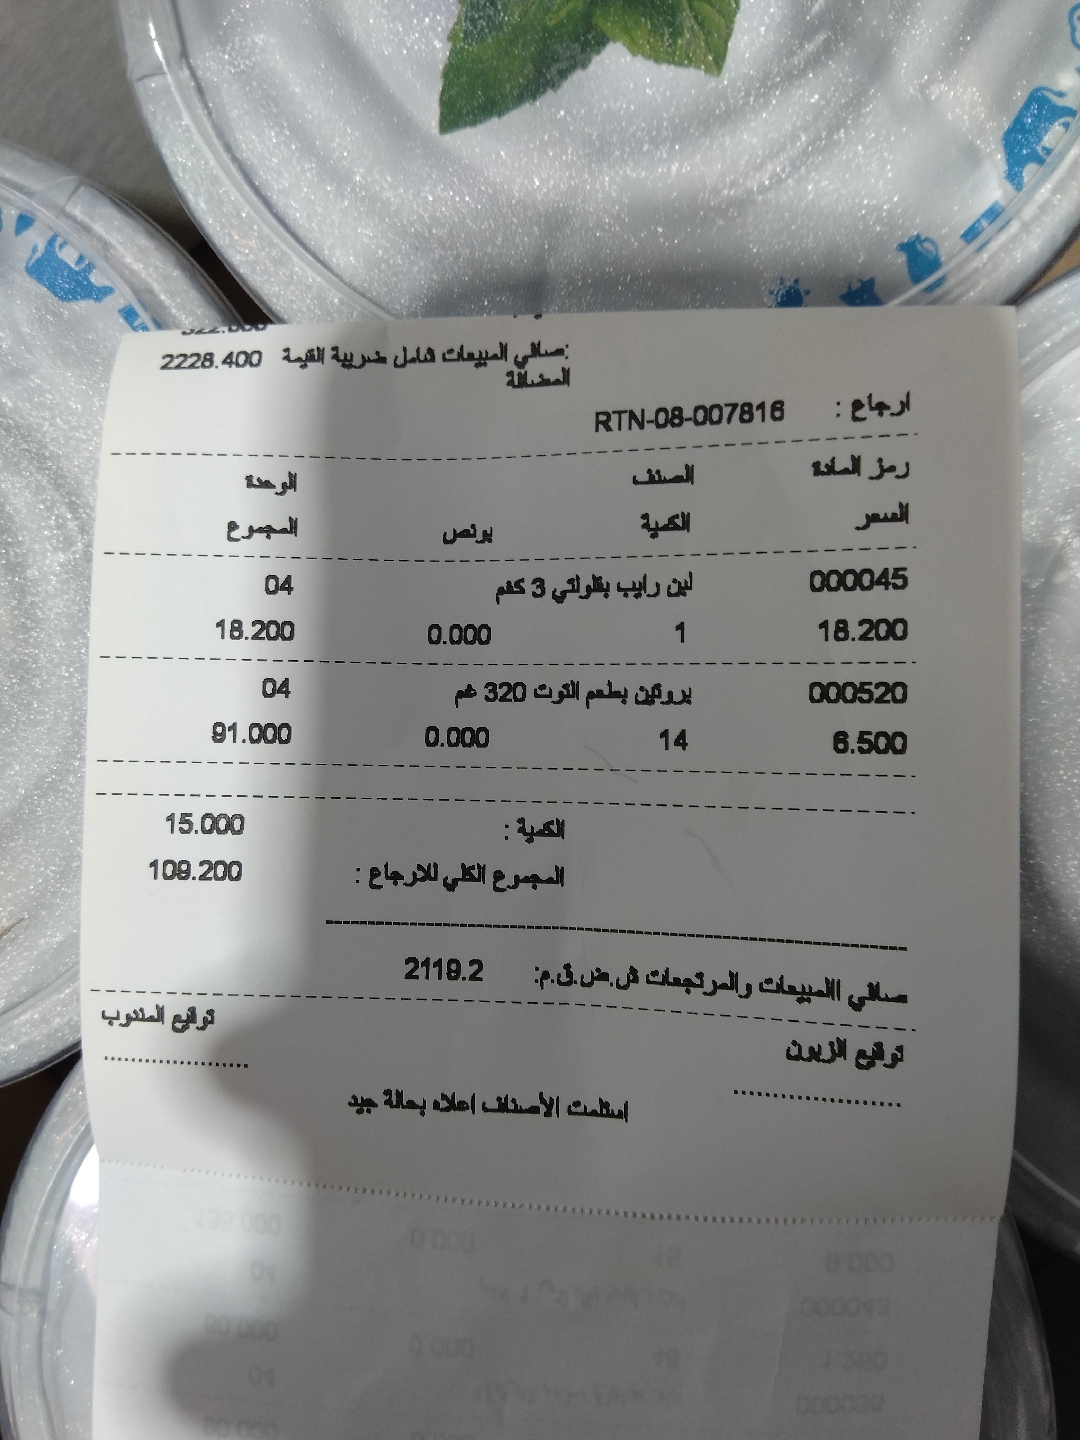 صافي المبيعات شامل ضريبة القيمة 2228.400:
المضافة
ارجاع : RTN-08-007816
رمز المادة الصنف الوحدة
السعر الكمية بونص المجموع
000045 لبن رايب بقلولتي 3 كغم 04
18.200 1 0.000 18.200
000520 بروتين بطعم التوت 320 غم 04
6.500 14 0.000 91.000
الكمية : 15.000
المجموع الكلي للارجاع : 109.200
صافي االمبيعات والمرتجعات ش.ض.ق.م: 2119.2
توقيع الزبون توقيع المندوب
استلمت الأصناف اعلاه بحالة جيد